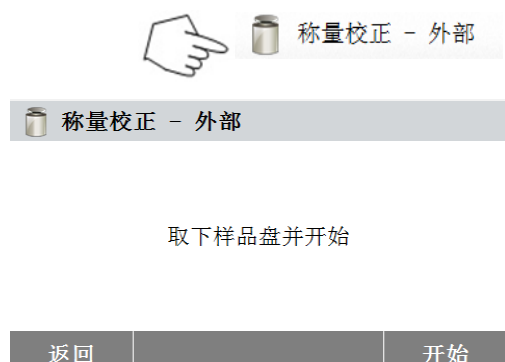 称量校正 - 外部
称量校正 - 外部
取下样品盘并开始
返回
开始